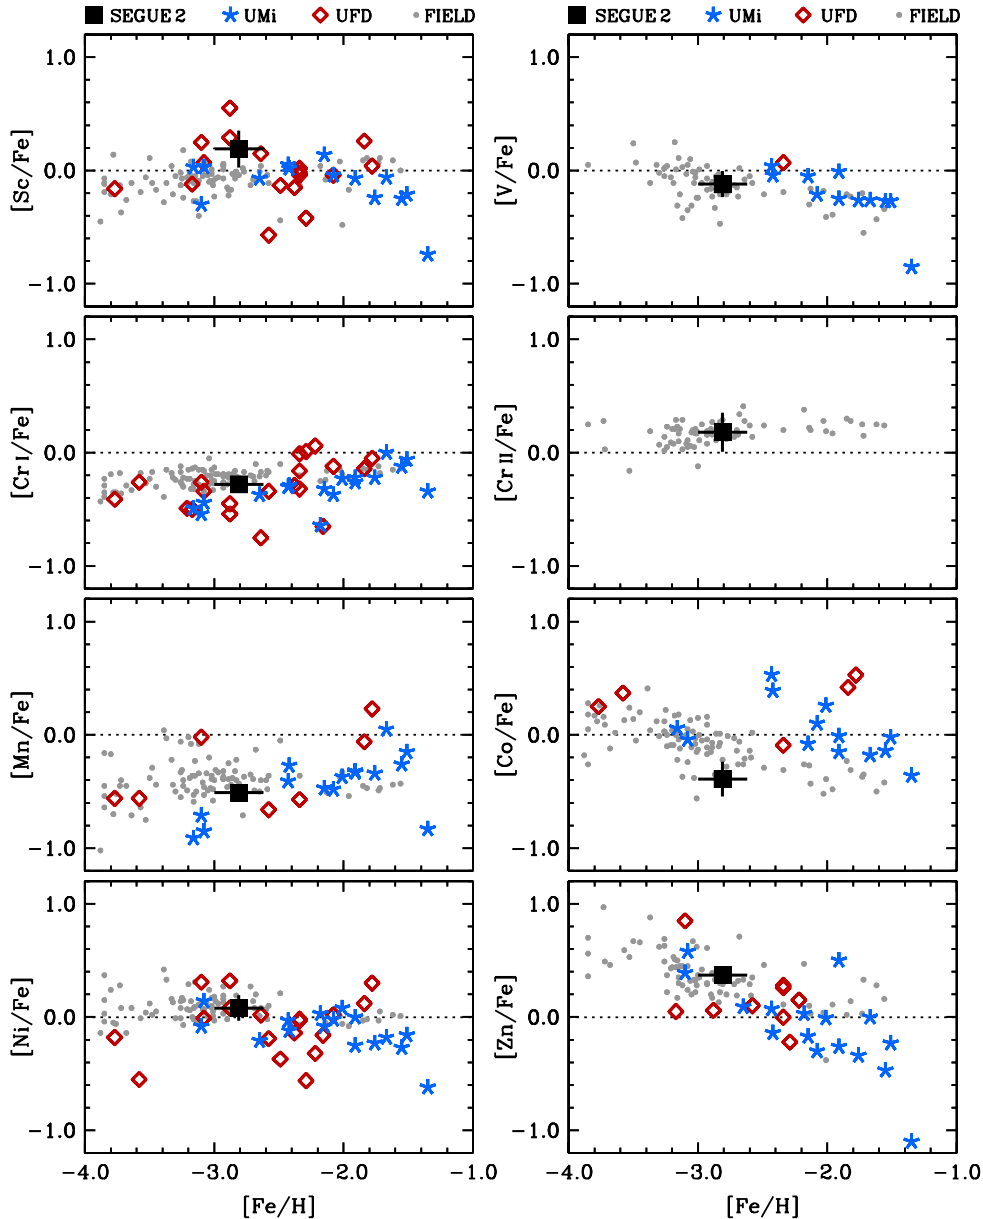 SEGUE 2 UMi UFD FIELD SEGUE 2 UMi UFD FIELD
1.0 1.0
[Sc/Fe] [V/Fe]
0.0 0.0
−1.0 −1.0
1.0 1.0
[Cr I/Fe] [Cr II/Fe]
0.0 0.0
−1.0 −1.0
1.0 1.0
[Mn/Fe] [Co/Fe]
0.0 0.0
−1.0 −1.0
1.0 1.0
[Ni/Fe] [Zn/Fe]
0.0 0.0
−1.0 −1.0
−4.0 −3.0 −2.0 −1.0 −4.0 −3.0 −2.0 −1.0
[Fe/H] [Fe/H]